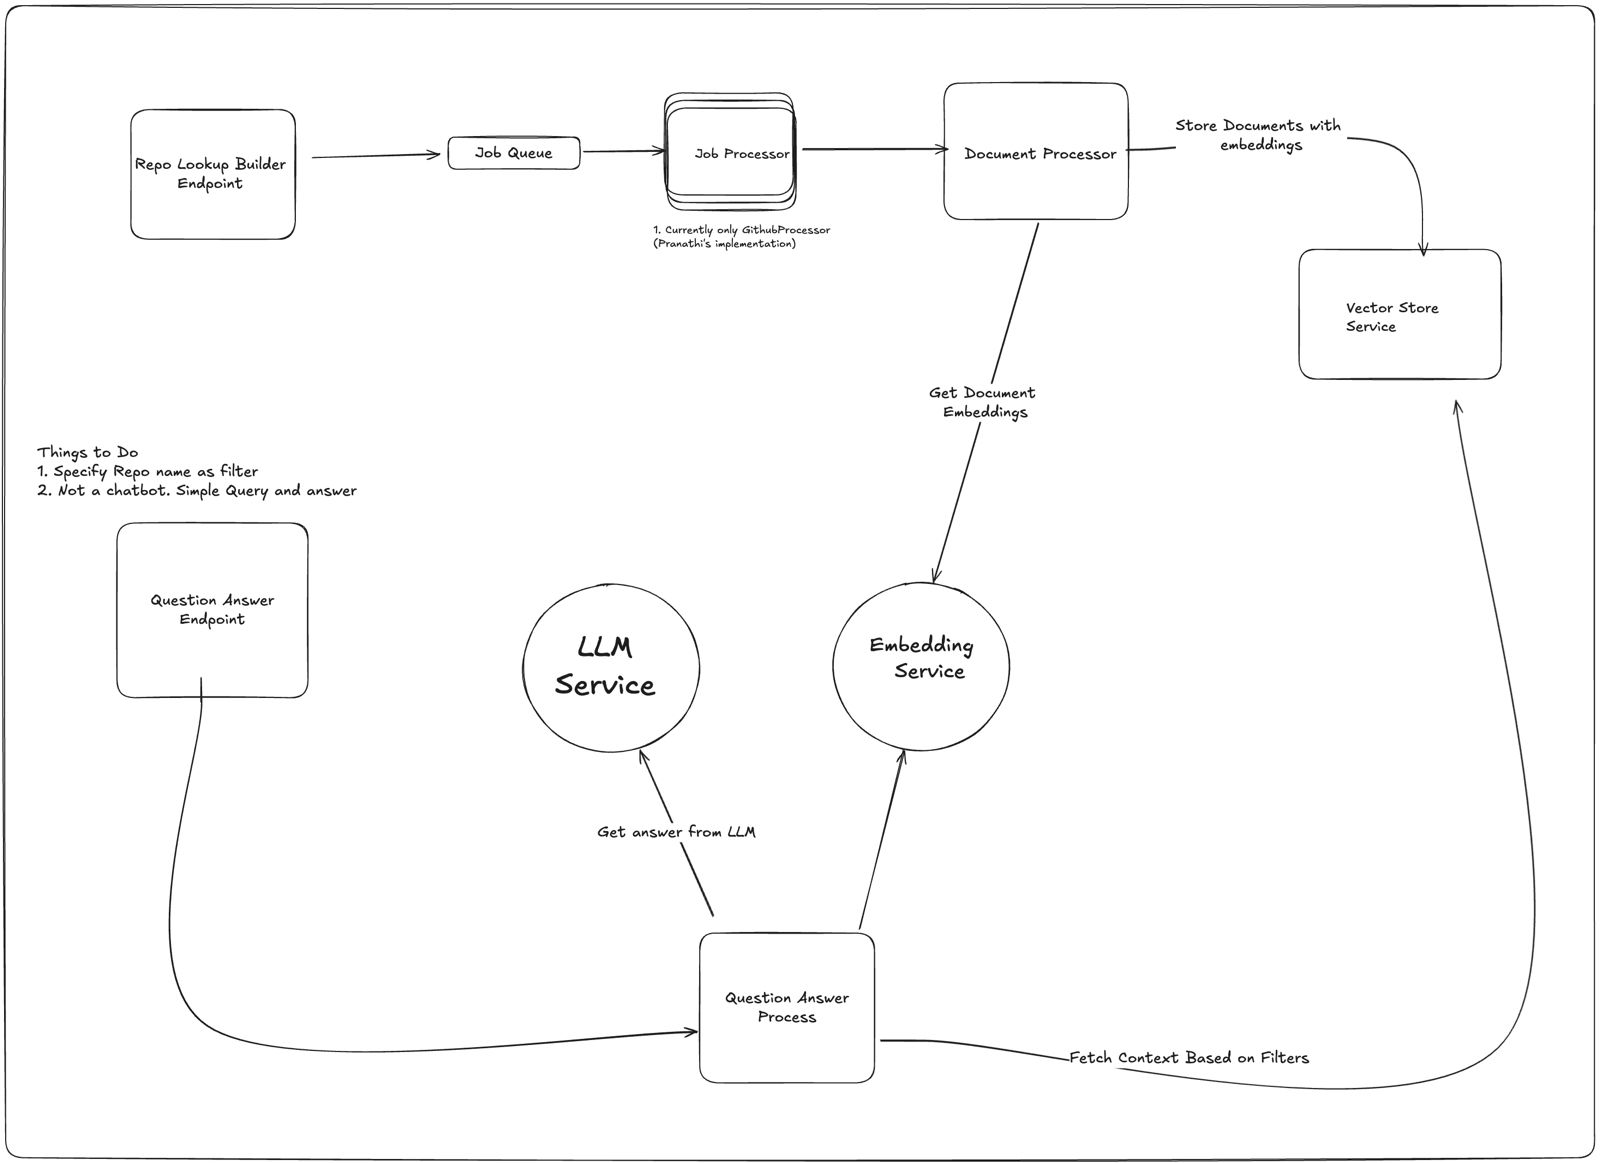 Repo Lookup Builder
Endpoint
Job Queue
Job Processor
1. Currently only GithubProcessor
(Pranathi's implementation)
Document Processor
Store Documents with
embeddings
Vector Store
Service
Get Document
Embeddings
Things to Do
1. Specify Repo name as filter
2. Not a chatbot. Simple Query and answer
Question Answer
Endpoint
LLM
Service
Embedding
Service
Get answer from LLM
Question Answer
Process
Fetch Context Based on Filters